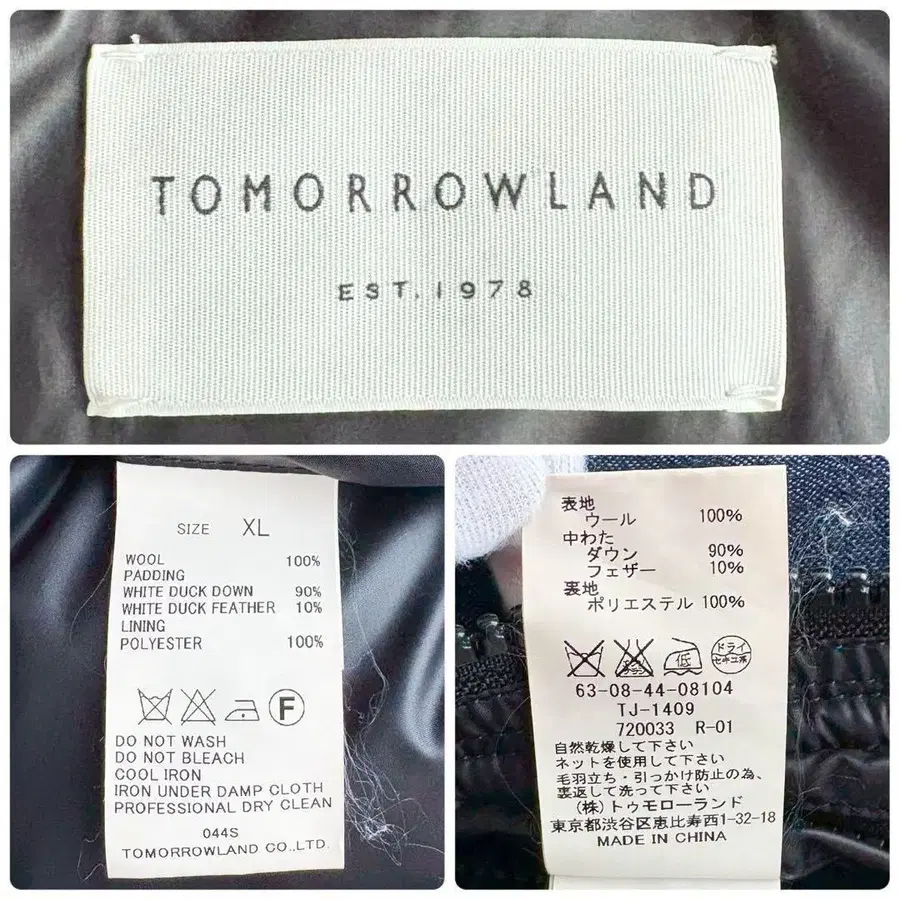 TOMORROWLAND
EST. 1978
SIZE XL
WOOL 100%
PADDING
WHITE DUCK DOWN 90%
WHITE DUCK FEATHER 10%
LINING
POLYESTER 100%
F
DO NOT WASH
DO NOT BLEACH
COOL IRON
IRON UNDER DAMP CLOTH
PROFESSIONAL DRY CLEAN
044S
TOMORROWLAND CO.,LTD.
表地
ウール 100%
中わた
ダウン 90%
フェザー 10%
裏地
ポリエステル 100%
低 ドライ
セキユ系
63-08-44-08104
TJ-1409
720033 R-01
自然乾燥して下さい
ネットを使用して下さい
毛羽立ち・引っかけ防止の為、
裏返して洗って下さい
(株)トゥモローランド
東京都渋谷区恵比寿西1-32-18
MADE IN CHINA